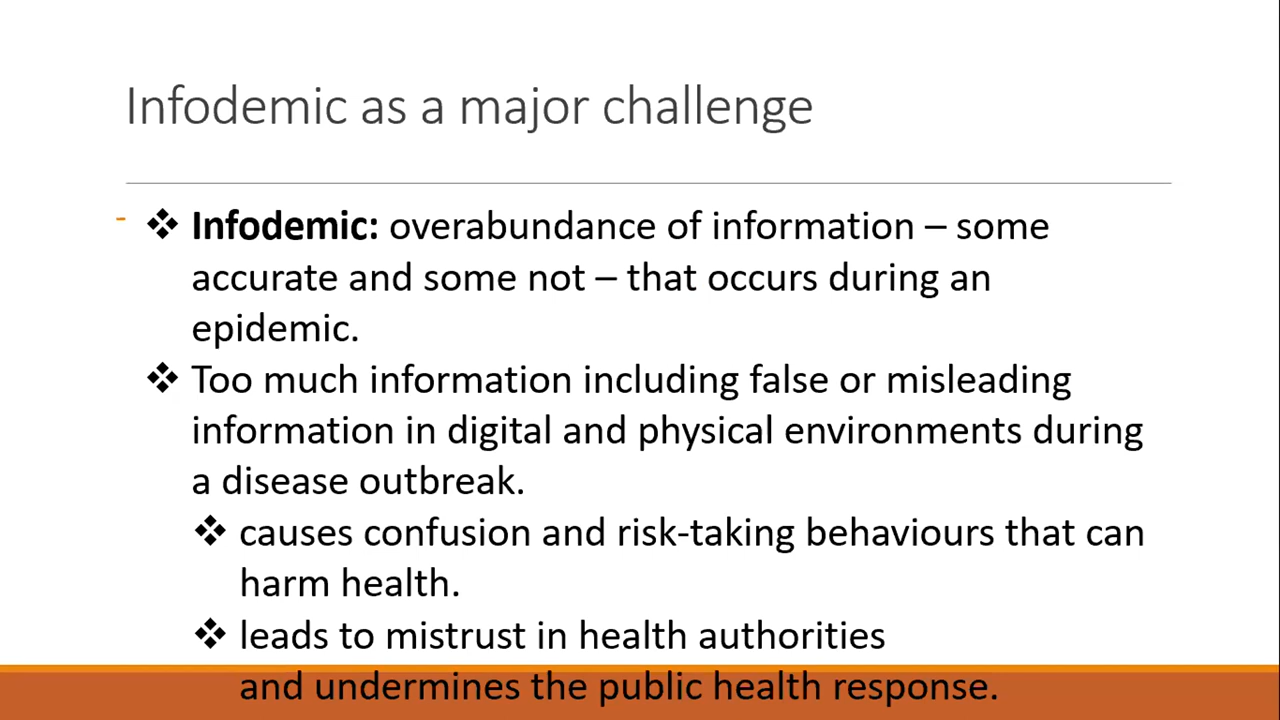 Infodemic as a major challenge
- ❖ Infodemic: overabundance of information – some
accurate and some not – that occurs during an
epidemic.
❖ Too much information including false or misleading
information in digital and physical environments during
a disease outbreak.
❖ causes confusion and risk-taking behaviours that can
harm health.
❖ leads to mistrust in health authorities
and undermines the public health response.